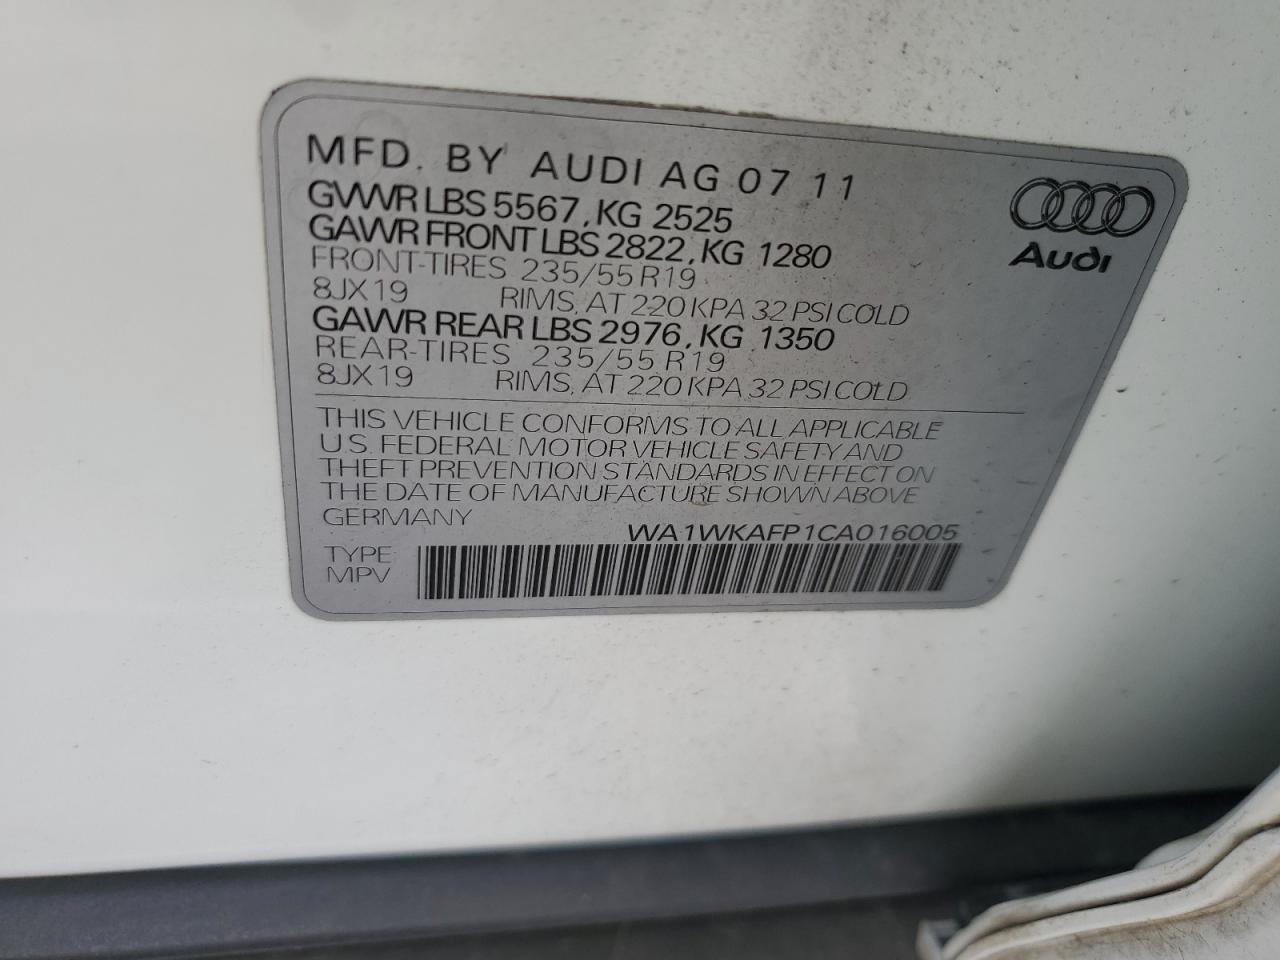 MFD. BY AUDI AG 07 11
GVWR LBS 5567, KG 2525
GAWR FRONT LBS 2822, KG 1280
FRONT-TIRES 235/55 R19
8JX19 RIMS, AT 220 KPA 32 PSI COLD
GAWR REAR LBS 2976, KG 1350
REAR-TIRES 235/55 R19
8JX19 RIMS, AT 220 KPA 32 PSI COLD
Audi
THIS VEHICLE CONFORMS TO ALL APPLICABLE
U.S. FEDERAL MOTOR VEHICLE SAFETY AND
THEFT PREVENTION STANDARDS IN EFFECT ON
THE DATE OF MANUFACTURE SHOWN ABOVE
GERMANY WA1WKAFP1CA016005
TYPE
MPV